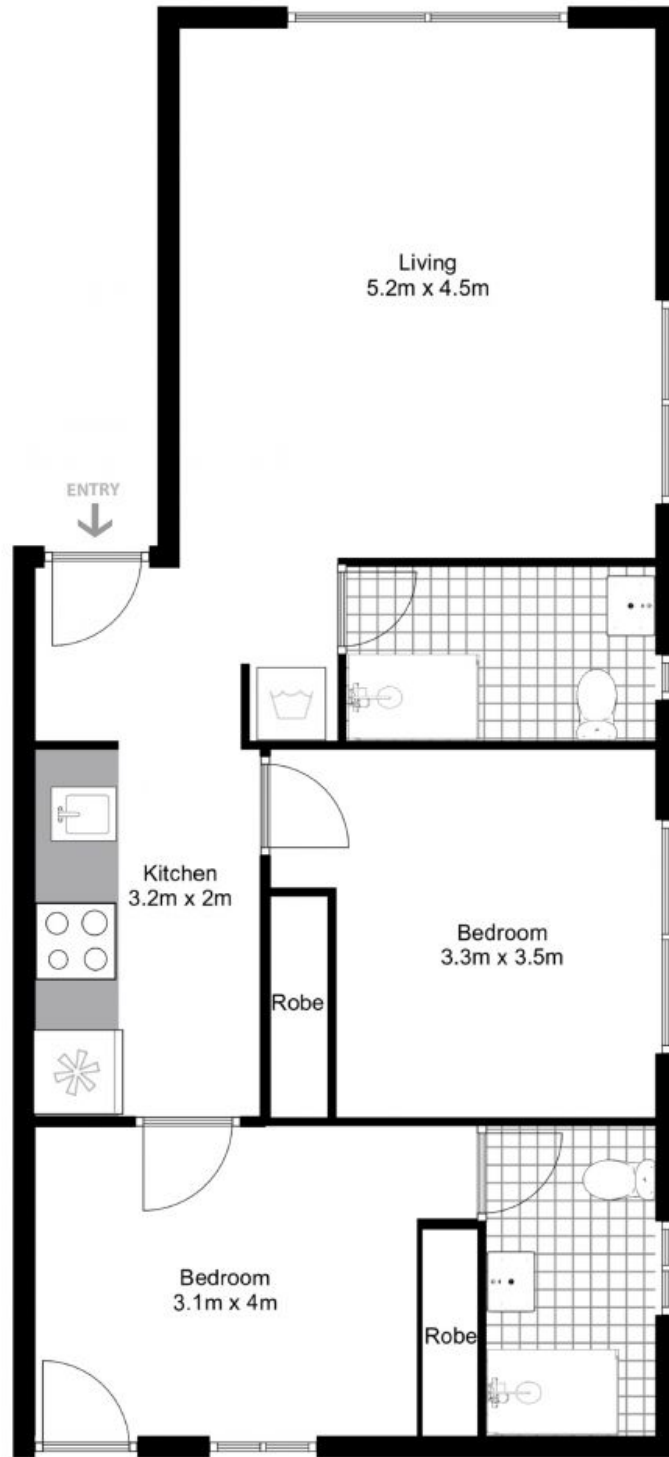 Living
5.2m x 4.5m
ENTRY
Kitchen
3.2m x 2m
Bedroom
3.3m x 3.5m
Robe
Bedroom
3.1m x 4m
Robe